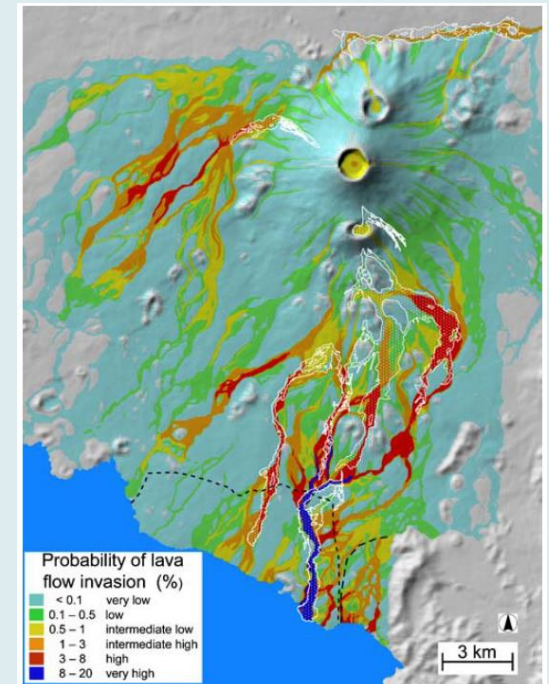 Probability of lava
flow invasion (%)
< 0.1 very low
0.1 – 0.5 low
0.5 – 1 intermediate low
1 – 3 intermediate high
3 – 8 high
8 – 20 very high
3 km